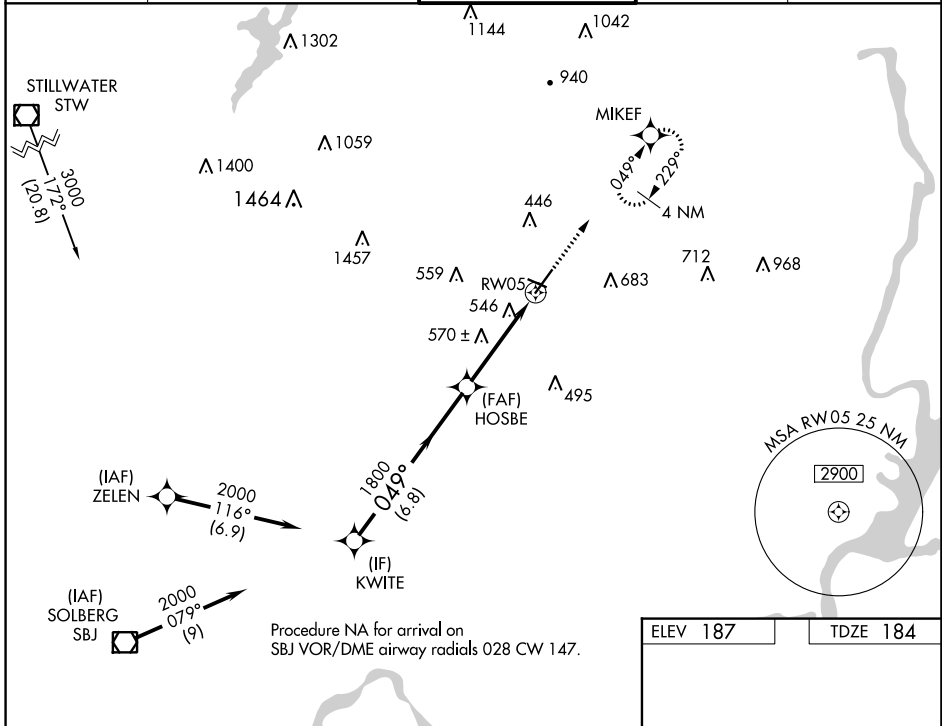 1144
1042
1302
940
STILLWATER
STW
MIKEF
1059
1400
049°
229°
3000
172°
(20.8)
1464
446
4 NM
1457
712
968
559
683
RW05
546
570 ±
(FAF)
HOSBE
495
MSA RW05 25 NM
2900
1800
049°
(6.8)
(IAF)
ZELEN
2000
116°
(6.9)
(IF)
KWITE
(IAF)
SOLBERG
SBJ
2000
079°
(9)
Procedure NA for arrival on
SBJ VOR/DME airway radials 028 CW 147.
ELEV 187
TDZE 184